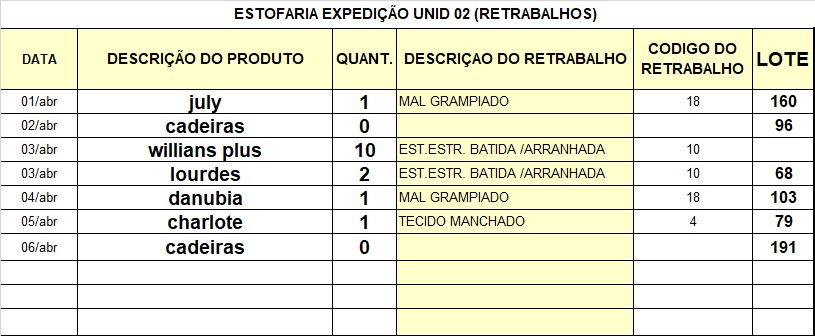 ESTOFARIA EXPEDIÇÃO UNID 02 (RETRABALHOS)
DATA DESCRIÇÃO DO PRODUTO QUANT. DESCRIÇAO DO RETRABALHO CODIGO DO RETRABALHO LOTE
01/abr july 1 MAL GRAMPIADO 18 160
02/abr cadeiras 0 96
03/abr willians plus 10 EST.ESTR. BATIDA /ARRANHADA 10
03/abr lourdes 2 EST.ESTR. BATIDA /ARRANHADA 10 68
04/abr danubia 1 MAL GRAMPIADO 18 103
05/abr charlote 1 TECIDO MANCHADO 4 79
06/abr cadeiras 0 191